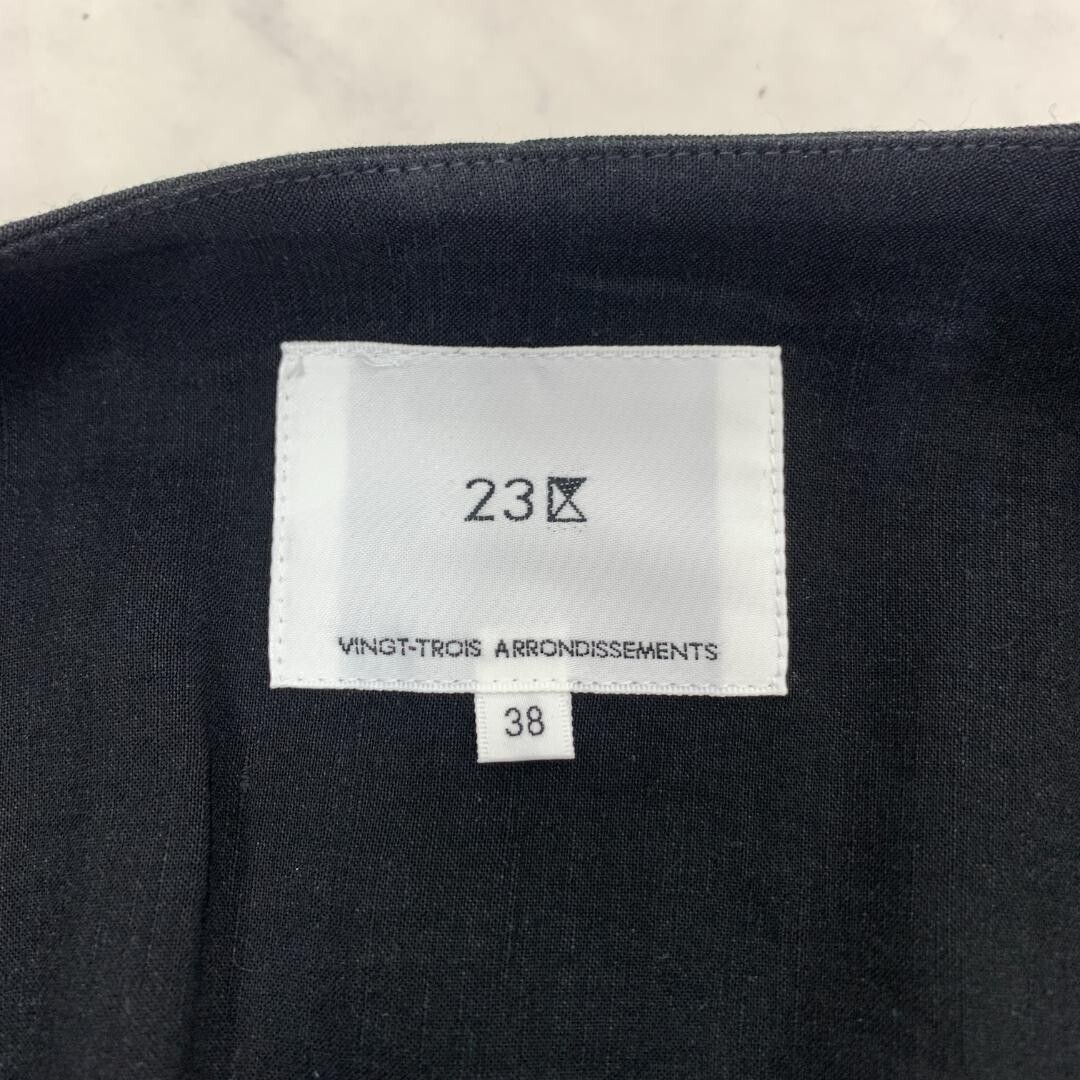 23区
VINGT-TROIS ARRONDISSEMENTS
38